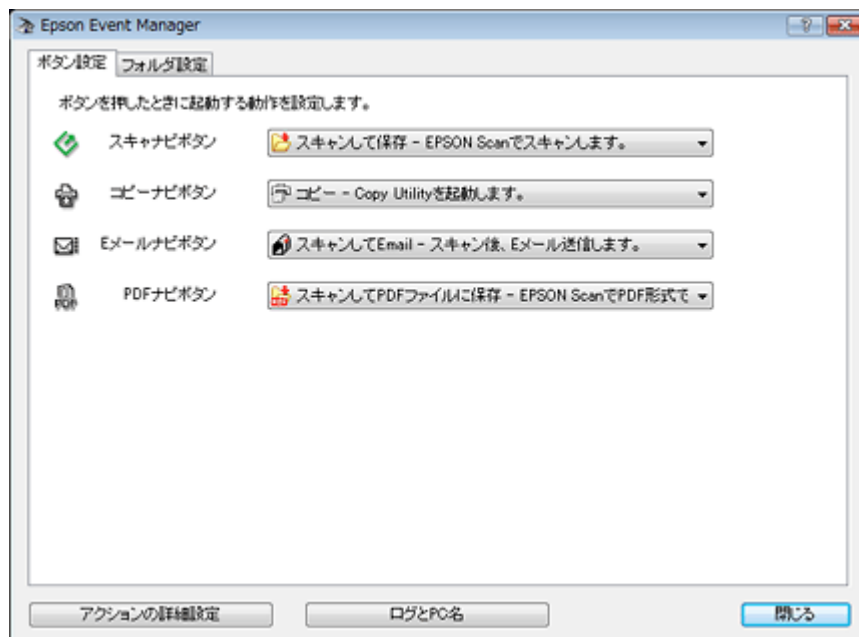 Epson Event Manager
ボタン設定 フォルダ設定
ボタンを押したときに起動する動作を設定します。
スキャナビボタン スキャンして保存 - EPSON Scanでスキャンします。
コピーナビボタン コピー - Copy Utilityを起動します。
Eメールナビボタン スキャンしてEmail - スキャン後、Eメール送信します。
PDF PDFナビボタン スキャンしてPDFファイルに保存 - EPSON ScanでPDF形式で
アクションの詳細設定 ログとPC名 閉じる